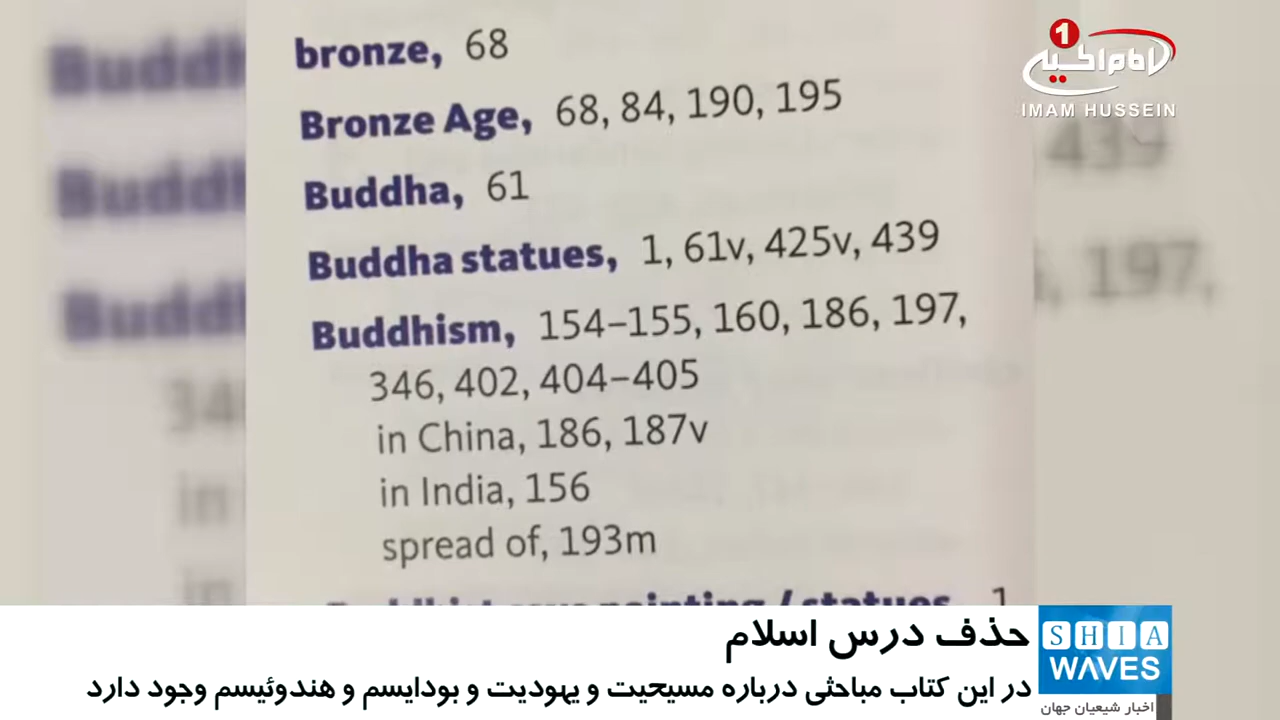 bronze, 68
Bronze Age, 68, 84, 190, 195
Buddha, 61
Buddha statues, 1, 61v, 425v, 439
Buddhism, 154–155, 160, 186, 197,
346, 402, 404–405
in China, 186, 187v
in India, 156
spread of, 193m
1
IMAM HUSSEIN
439
197,
حذف درس اسلام
در این کتاب مباحثی درباره مسیحیت و یهودیت و بودایسم و هندوئیسم وجود دارد
SHIA
WAVES
اخبار شیعیان جهان